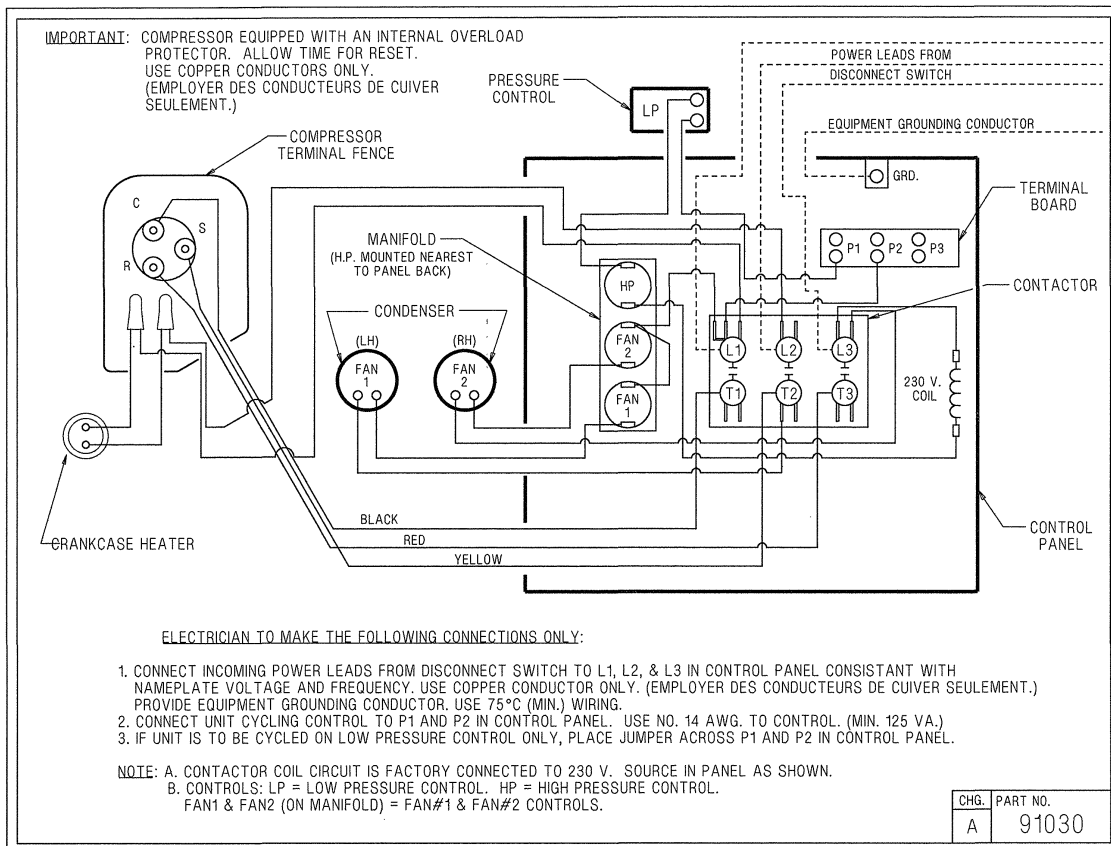 IMPORTANT: COMPRESSOR EQUIPPED WITH AN INTERNAL OVERLOAD
PROTECTOR. ALLOW TIME FOR RESET.
USE COPPER CONDUCTORS ONLY.
(EMPLOYER DES CONDUCTEURS DE CUIVER
SEULEMENT.)
PRESSURE
CONTROL
LP
POWER LEADS FROM
DISCONNECT SWITCH
EQUIPMENT GROUNDING CONDUCTOR
GRD.
COMPRESSOR
TERMINAL FENCE
C
S
R
TERMINAL
BOARD
P1 P2 P3
MANIFOLD
(H.P. MOUNTED NEAREST
TO PANEL BACK)
HP
FAN
2
FAN
1
CONTACTOR
CONDENSER
(LH)
(RH)
FAN
1
FAN
2
L1 L2 L3
T1 T2 T3
230 V.
COIL
BLACK
RED
YELLOW
CRANKCASE HEATER
CONTROL
PANEL
ELECTRICIAN TO MAKE THE FOLLOWING CONNECTIONS ONLY:
1. CONNECT INCOMING POWER LEADS FROM DISCONNECT SWITCH TO L1, L2, & L3 IN CONTROL PANEL CONSISTANT WITH
NAMEPLATE VOLTAGE AND FREQUENCY. USE COPPER CONDUCTOR ONLY. (EMPLOYER DES CONDUCTEURS DE CUIVER SEULEMENT.)
PROVIDE EQUIPMENT GROUNDING CONDUCTOR. USE 75°C (MIN.) WIRING.
2. CONNECT UNIT CYCLING CONTROL TO P1 AND P2 IN CONTROL PANEL. USE NO. 14 AWG. TO CONTROL. (MIN. 125 VA.)
3. IF UNIT IS TO BE CYCLED ON LOW PRESSURE CONTROL ONLY, PLACE JUMPER ACROSS P1 AND P2 IN CONTROL PANEL.
NOTE: A. CONTACTOR COIL CIRCUIT IS FACTORY CONNECTED TO 230 V. SOURCE IN PANEL AS SHOWN.
B. CONTROLS: LP = LOW PRESSURE CONTROL. HP = HIGH PRESSURE CONTROL.
FAN1 & FAN2 (ON MANIFOLD) = FAN#1 & FAN#2 CONTROLS.
CHG. PART NO.
A 91030